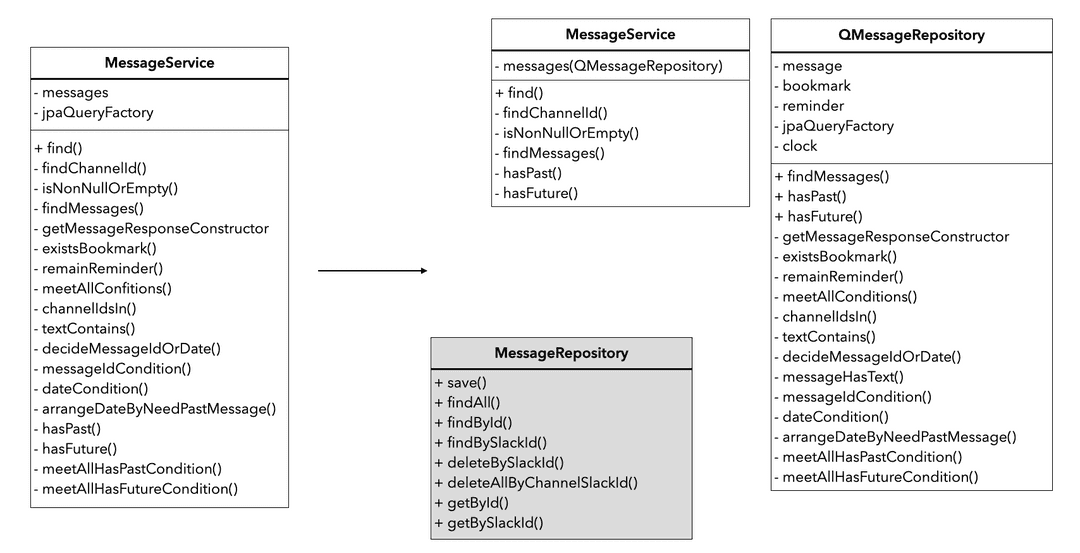 MessageService
- messages
- jpaQueryFactory
+ find()
- findChannelId()
- isNonNullOrEmpty()
- findMessages()
- getMessageResponseConstructor
- existsBookmark()
- remainReminder()
- meetAllConfitions()
- channelIdsIn()
- textContains()
- decideMessageIdOrDate()
- messageIdCondition()
- dateCondition()
- arrangeDateByNeedPastMessage()
- hasPast()
- hasFuture()
- meetAllHasPastCondition()
- meetAllHasFutureCondition()
MessageService
- messages(QMessageRepository)
+ find()
- findChannelId()
- isNonNullOrEmpty()
- findMessages()
- hasPast()
- hasFuture()
MessageRepository
+ save()
+ findAll()
+ findById()
+ findBySlackId()
+ deleteBySlackId()
+ deleteAllByChannelSlackId()
+ getById()
+ getBySlackId()
QMessageRepository
- message
- bookmark
- reminder
- jpaQueryFactory
- clock
+ findMessages()
+ hasPast()
+ hasFuture()
- getMessageResponseConstructor
- existsBookmark()
- remainReminder()
- meetAllConditions()
- channelIdsIn()
- textContains()
- decideMessageIdOrDate()
- messageHasText()
- messageIdCondition()
- dateCondition()
- arrangeDateByNeedPastMessage()
- meetAllHasPastCondition()
- meetAllHasFutureCondition()